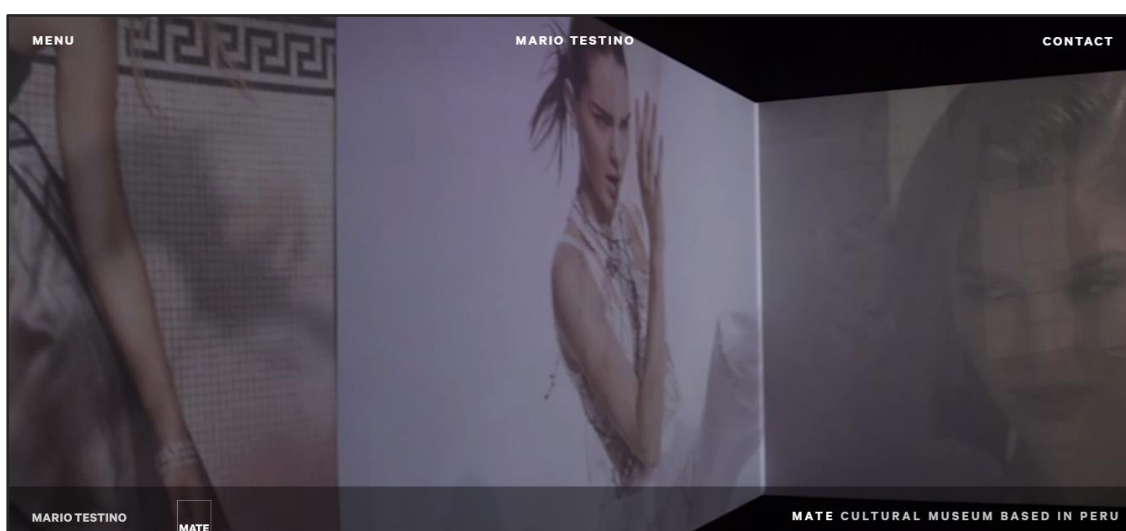 MENU
MARIO TESTINO
CONTACT
MARIO TESTINO
MATE
MATE CULTURAL MUSEUM BASED IN PERU